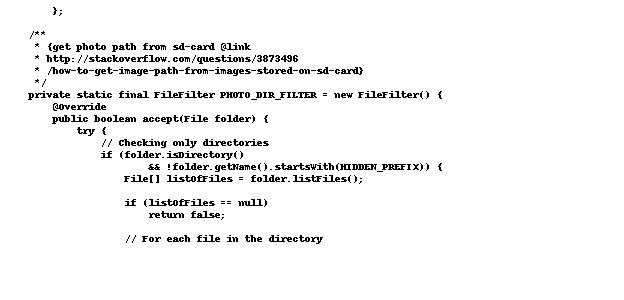 };
/**
* {get photo path from sd-card @link
* http://stackoverflow.com/questions/3873496
* /how-to-get-image-path-from-images-stored-on-sd-card}
*/
private static final FileFilter PHOTO_DIR_FILTER = new FileFilter() {
@Override
public boolean accept(File folder) {
try {
// Checking only directories
if (folder.isDirectory()
&& !folder.getName().startsWith(HIDDEN_PREFIX)) {
File[] listOfFiles = folder.listFiles();
if (listOfFiles == null)
return false;
// For each file in the directory